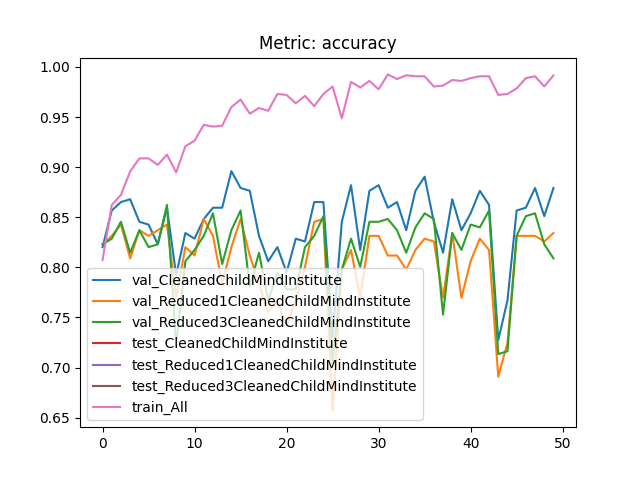 Metric: accuracy
1.00
0.95
0.90
0.85
0.80
0.75
0.70
0.65
val_CleanedChildMindInstitute
val_Reduced1CleanedChildMindInstitute
val_Reduced3CleanedChildMindInstitute
test_CleanedChildMindInstitute
test_Reduced1CleanedChildMindInstitute
test_Reduced3CleanedChildMindInstitute
train_All
0 10 20 30 40 50